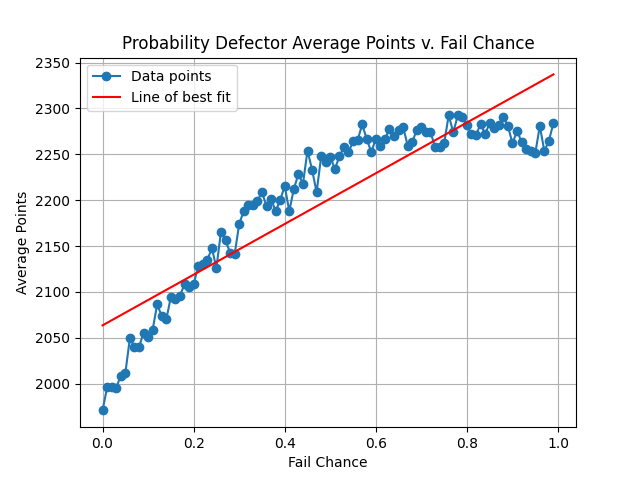 Probability Defector Average Points v. Fail Chance
Data points
Line of best fit
Average Points
2350
2300
2250
2200
2150
2100
2050
2000
0.0 0.2 0.4 0.6 0.8 1.0
Fail Chance